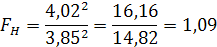 F_H = 4,02²/3,85² = 16,16/14,82 = 1,09